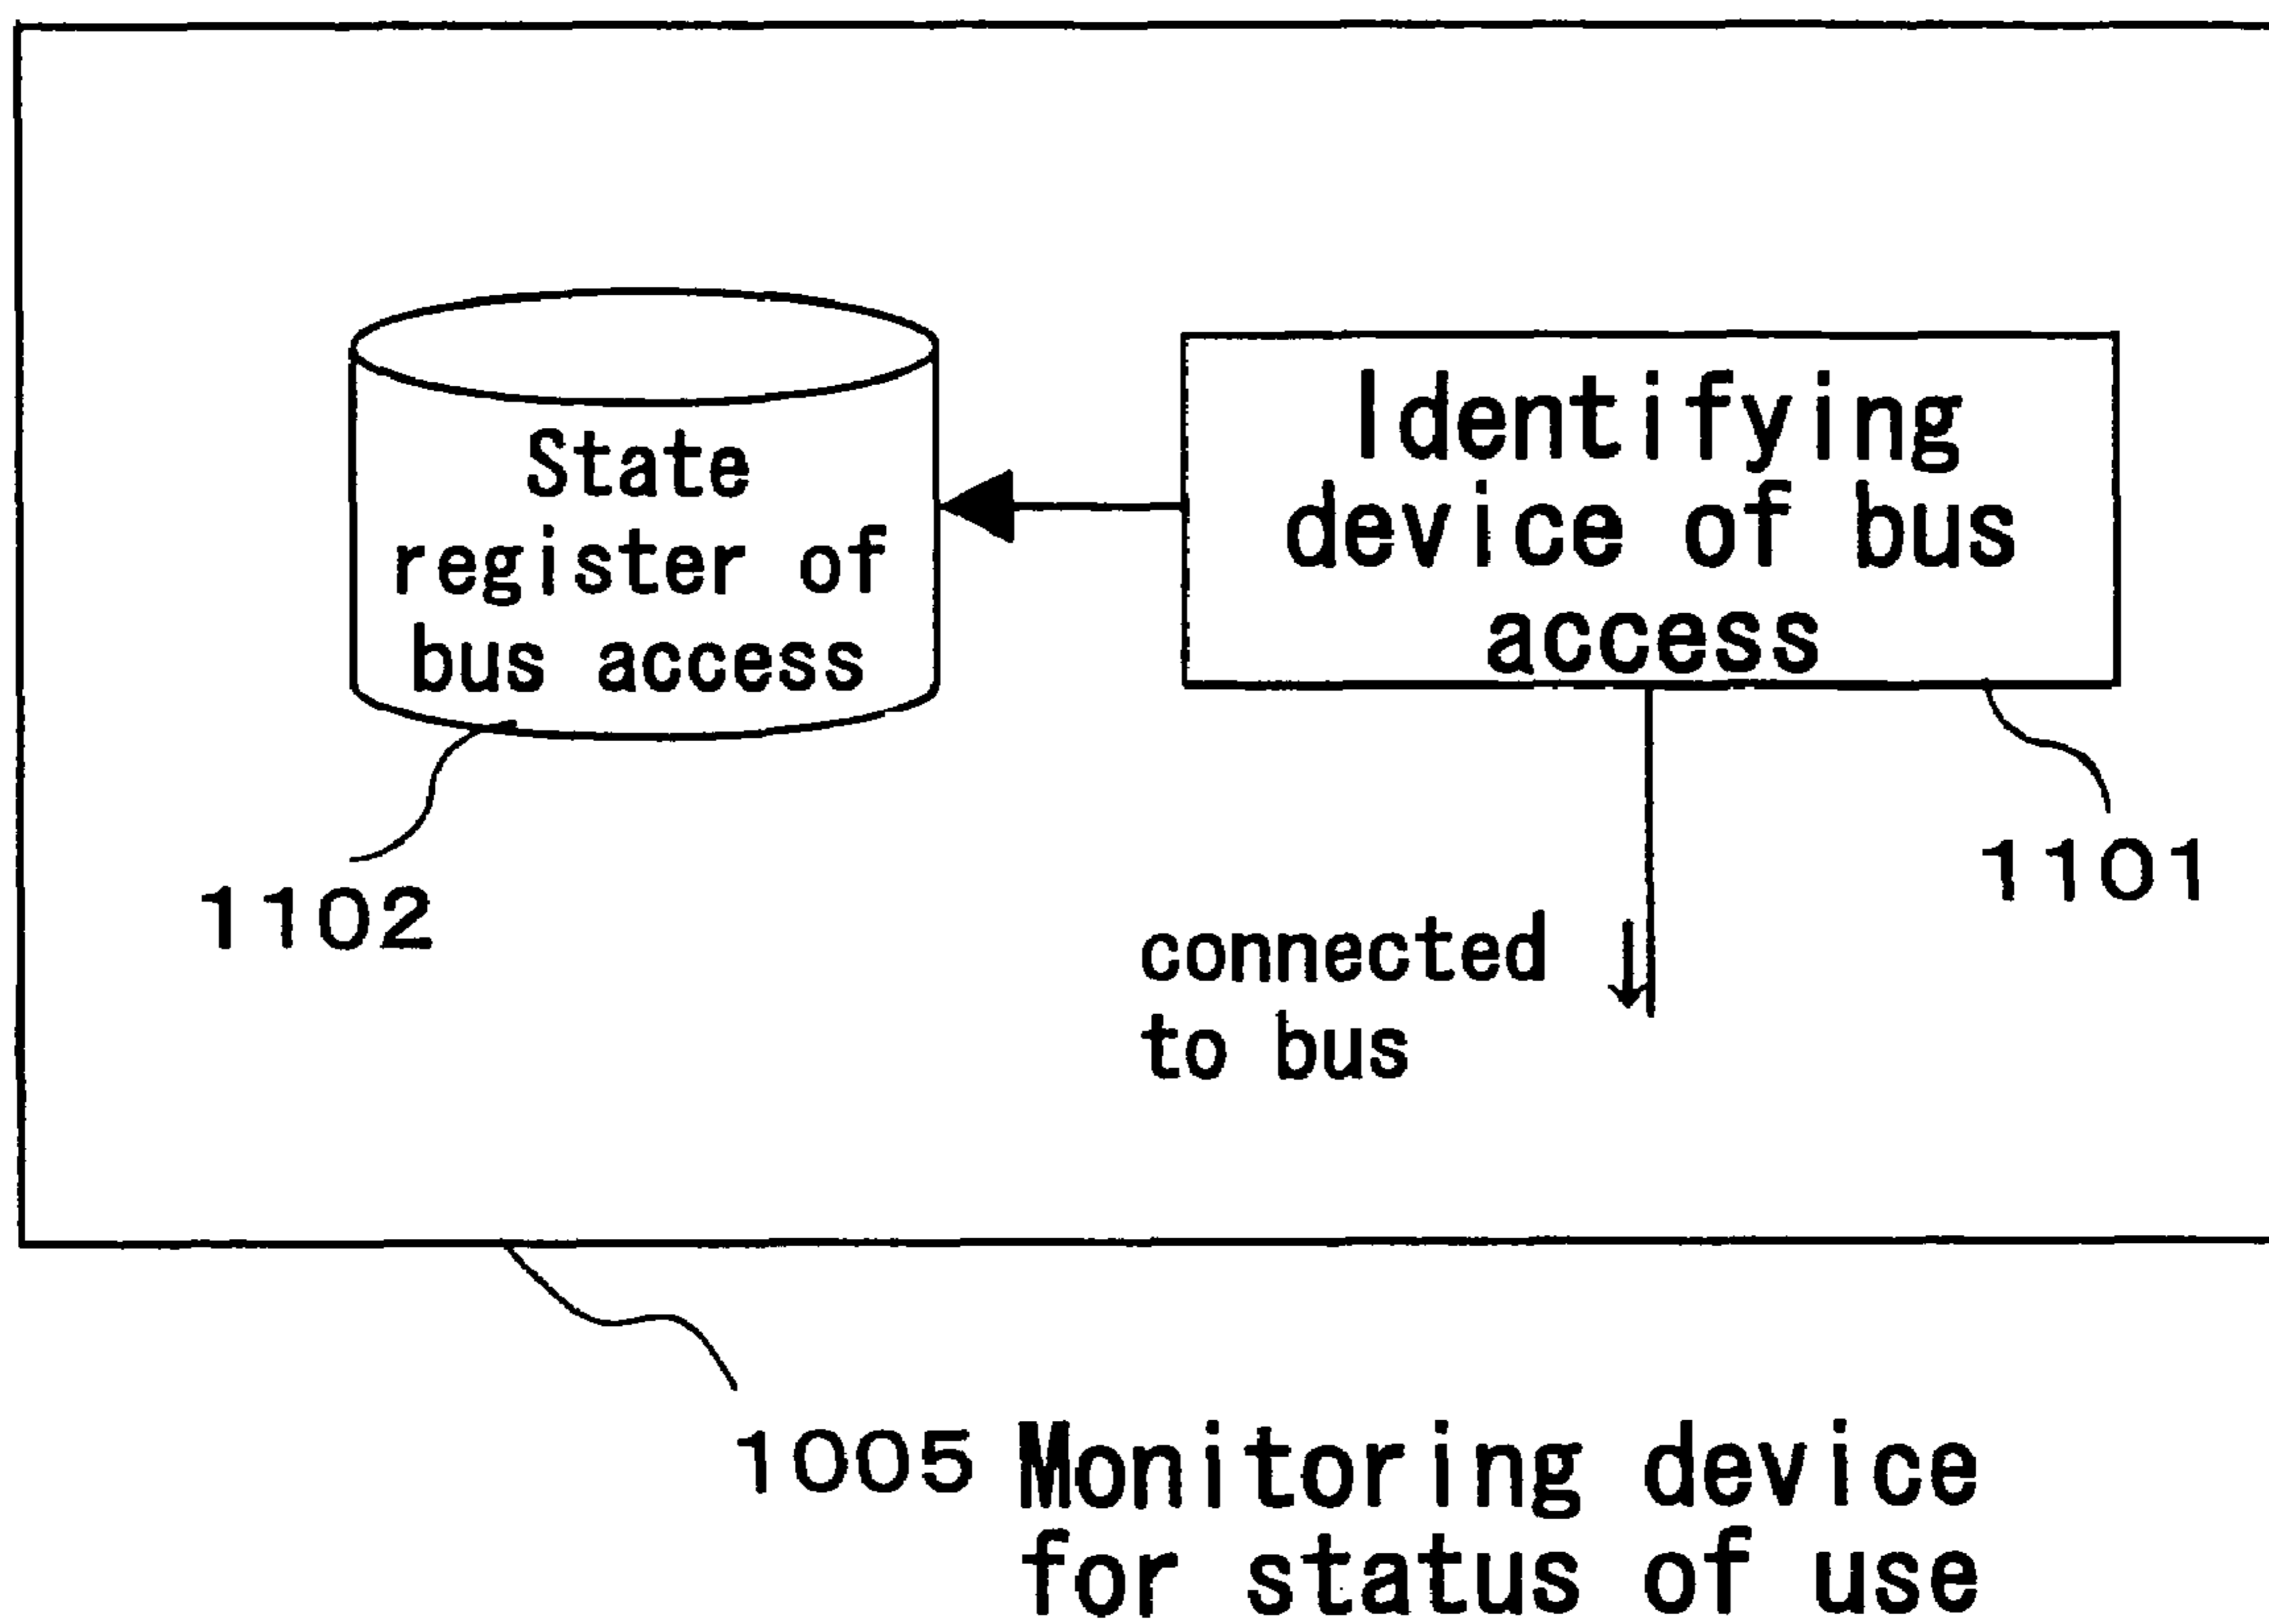 State
register of
bus access
Identifying
device of bus
access
1102
1101
connected
to bus
1005 Monitoring device
for status of use